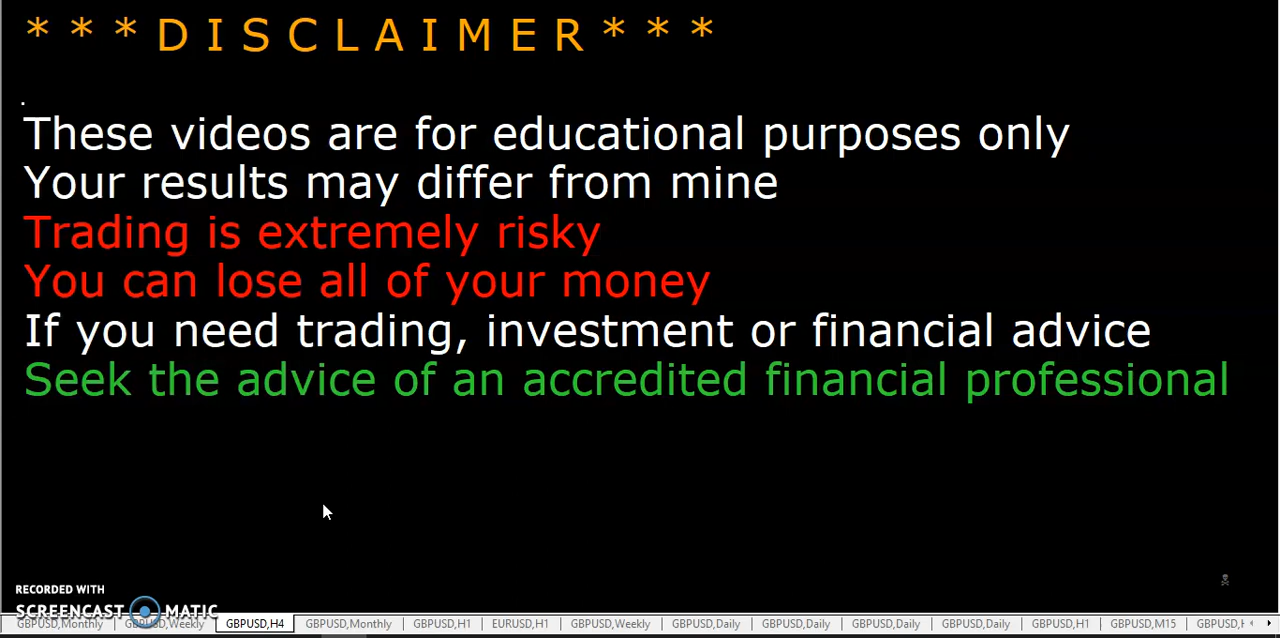 * * * D I S C L A I M E R * * *
.
These videos are for educational purposes only
Your results may differ from mine
Trading is extremely risky
You can lose all of your money
If you need trading, investment or financial advice
Seek the advice of an accredited financial professional
RECORDED WITH
SCREENCAST MATIC
GBPUSD,Monthly GBPUSD,Weekly GBPUSD,H4 GBPUSD,Monthly GBPUSD,H1 EURUSD,H1 GBPUSD,Weekly GBPUSD,Daily GBPUSD,Daily GBPUSD,Daily GBPUSD,Daily GBPUSD,H1 GBPUSD,M15